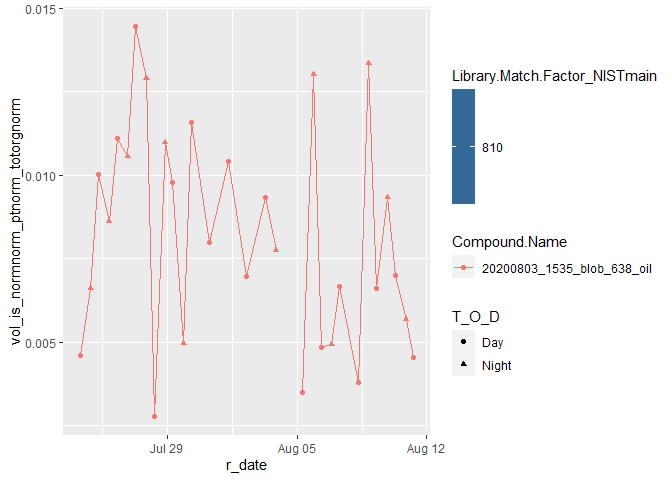 0.015
0.010
0.005
vol_is_normnorm_ptnorm_totorgnorm
Jul 29
Aug 05
Aug 12
r_date
Library.Match.Factor_NISTmain
810
Compound.Name
20200803_1535_blob_638_oil
T_O_D
Day
Night